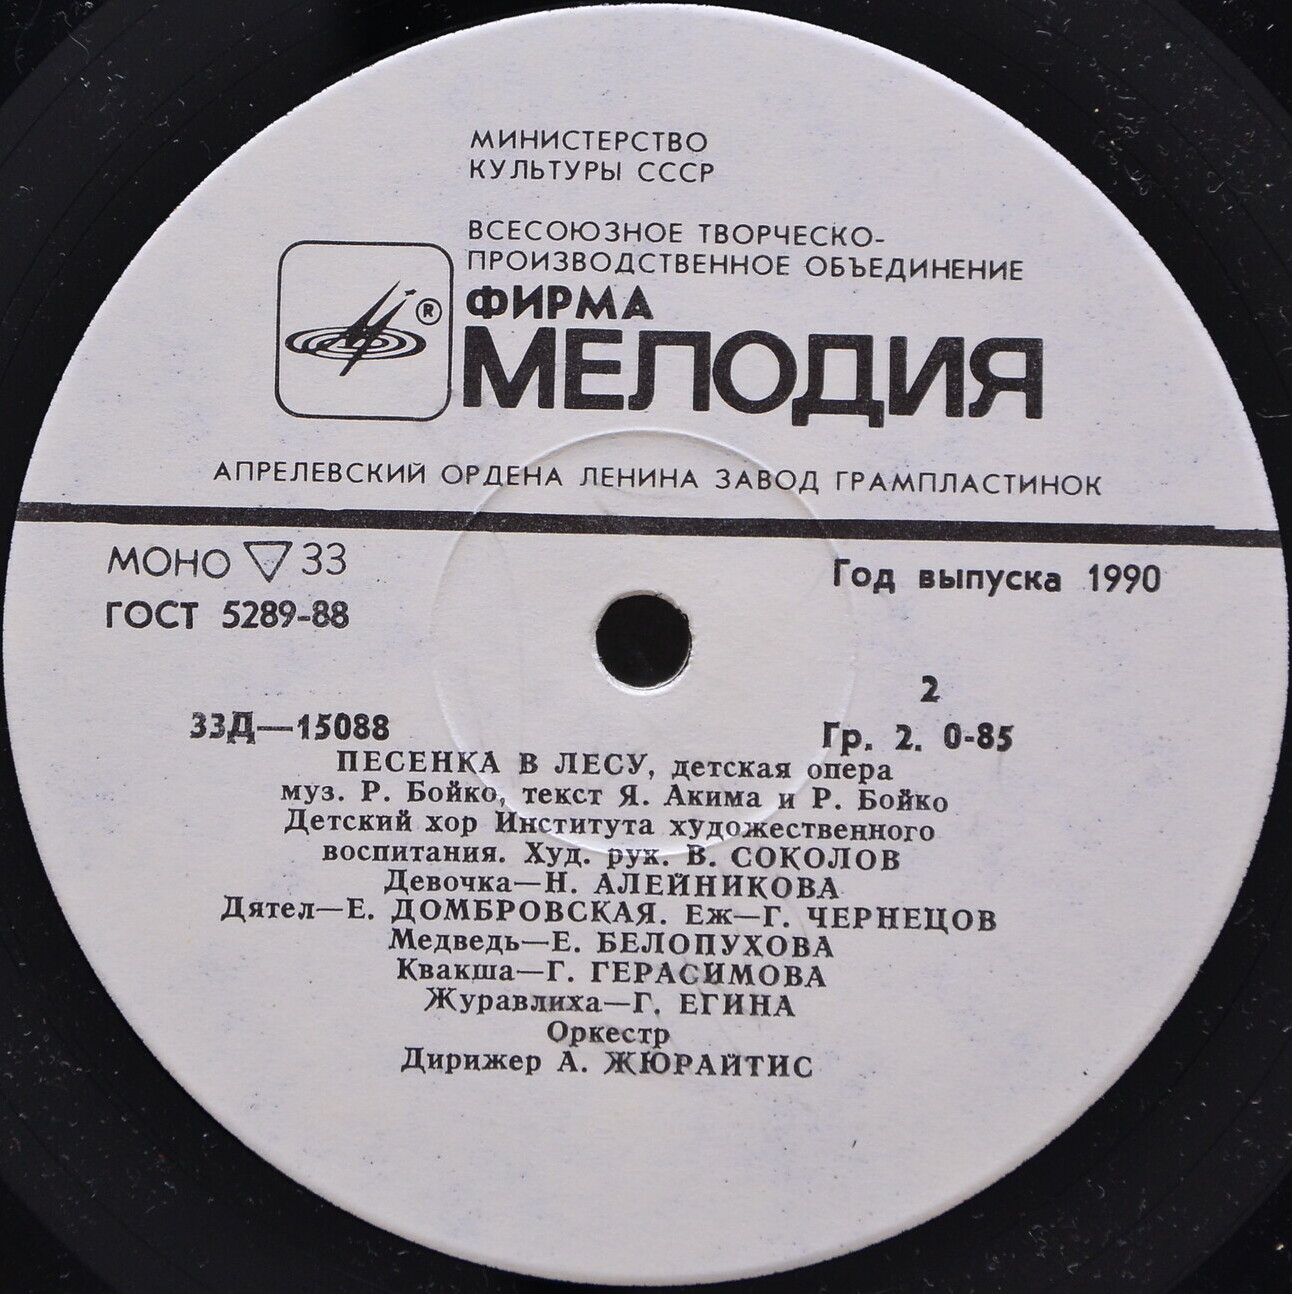 МИНИСТЕРСТВО
КУЛЬТУРЫ СССР
ВСЕСОЮЗНОЕ ТВОРЧЕСКО-
ПРОИЗВОДСТВЕННОЕ ОБЪЕДИНЕНИЕ
ФИРМА
®
МЕЛОДИЯ
АПРЕЛЕВСКИЙ ОРДЕНА ЛЕНИНА ЗАВОД ГРАМПЛАСТИНОК
МОНО ▽ 33
Год выпуска 1990
ГОСТ 5289-88
2
33Д—15088
Гр. 2. 0-85
ПЕСЕНКА В ЛЕСУ, детская опера
муз. Р. Бойко, текст Я. Акима и Р. Бойко
Детский хор Института художественного
воспитания. Худ. рук. В. СОКОЛОВ
Девочка—Н. АЛЕЙНИКОВА
Дятел—Е. ДОМБРОВСКАЯ. Еж—Г. ЧЕРНЕЦОВ
Медведь—Е. БЕЛОПУХОВА
Квакша—Г. ГЕРАСИМОВА
Журавлиха—Г. ЕГИНА
Оркестр
Дирижер А. ЖЮРАЙТИС